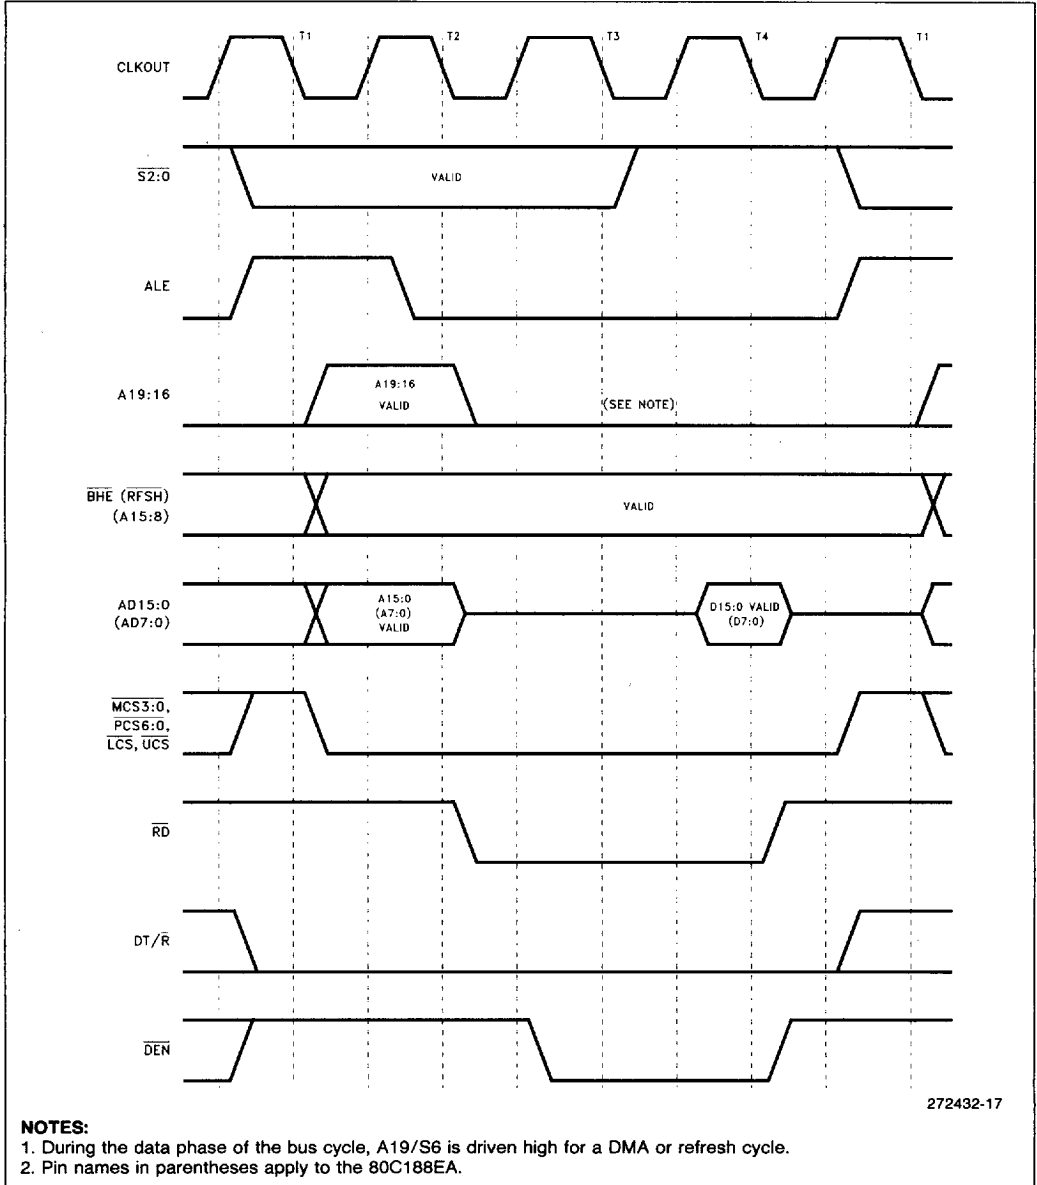 T1 T2 T3 T4 T1
CLKOUT
S2:0
VALID
ALE
A19:16
A19:16
VALID
(SEE NOTE)
BHE (RFSH)
(A15:8)
VALID
AD15:0
(AD7:0)
A15:0
(A7:0)
VALID
D15:0 VALID
(D7:0)
MCS3:0,
PCS6:0,
LCS, UCS
RD
DT/R
DEN
272432-17
NOTES:
1. During the data phase of the bus cycle, A19/S6 is driven high for a DMA or refresh cycle.
2. Pin names in parentheses apply to the 80C188EA.